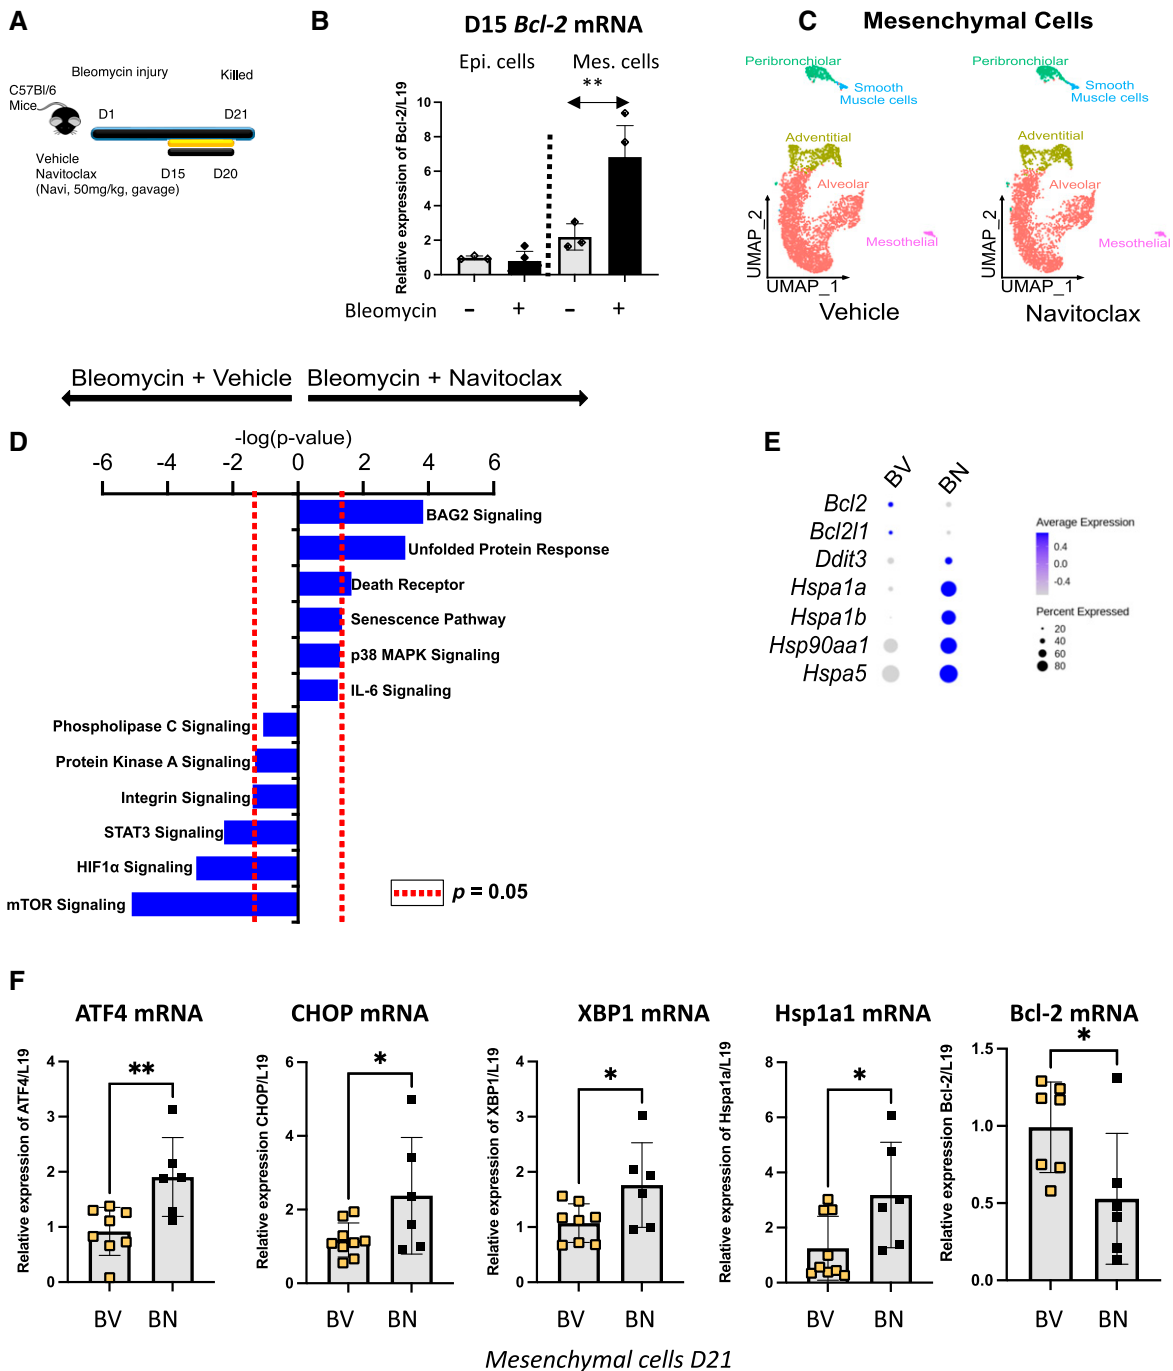 A
Bleomycin injury
Killed
C57Bl/6
Mice
D1
D21
Vehicle
Navitoclax
(Navi, 50mg/kg, gavage)
D15
D20
B
D15 Bcl-2 mRNA
Epi. cells
Mes. cells
**
Relative expression of Bcl-2/L19
10
8
6
4
2
0
Bleomycin
–
+
–
+
C
Mesenchymal Cells
Peribronchiolar
Smooth
Muscle cells
Adventitial
Alveolar
Mesothelial
UMAP_2
UMAP_1
Vehicle
Peribronchiolar
Smooth
Muscle cells
Adventitial
Alveolar
Mesothelial
UMAP_2
UMAP_1
Navitoclax
Bleomycin + Vehicle
Bleomycin + Navitoclax
D
-log(p-value)
-6 -4 -2 0 2 4 6
BAG2 Signaling
Unfolded Protein Response
Death Receptor
Senescence Pathway
p38 MAPK Signaling
IL-6 Signaling
Phospholipase C Signaling
Protein Kinase A Signaling
Integrin Signaling
STAT3 Signaling
HIF1α Signaling
mTOR Signaling
p = 0.05
E
BV
BN
Bcl2
Bcl2l1
Ddit3
Hspa1a
Hspa1b
Hsp90aa1
Hspa5
Average Expression
0.4
0.0
-0.4
Percent Expressed
20
40
60
80
F
ATF4 mRNA
Relative expression of ATF4/L19
4
3
2
1
0
**
BV
BN
CHOP mRNA
Relative expression CHOP/L19
6
4
2
0
*
BV
BN
XBP1 mRNA
Relative expression of XBP1/L19
4
3
2
1
0
*
BV
BN
Hsp1a1 mRNA
Relative expression of Hspa1a/L19
8
6
4
2
0
*
BV
BN
Bcl-2 mRNA
Relative expression Bcl-2/L19
1.5
1.0
0.5
0.0
*
BV
BN
Mesenchymal cells D21